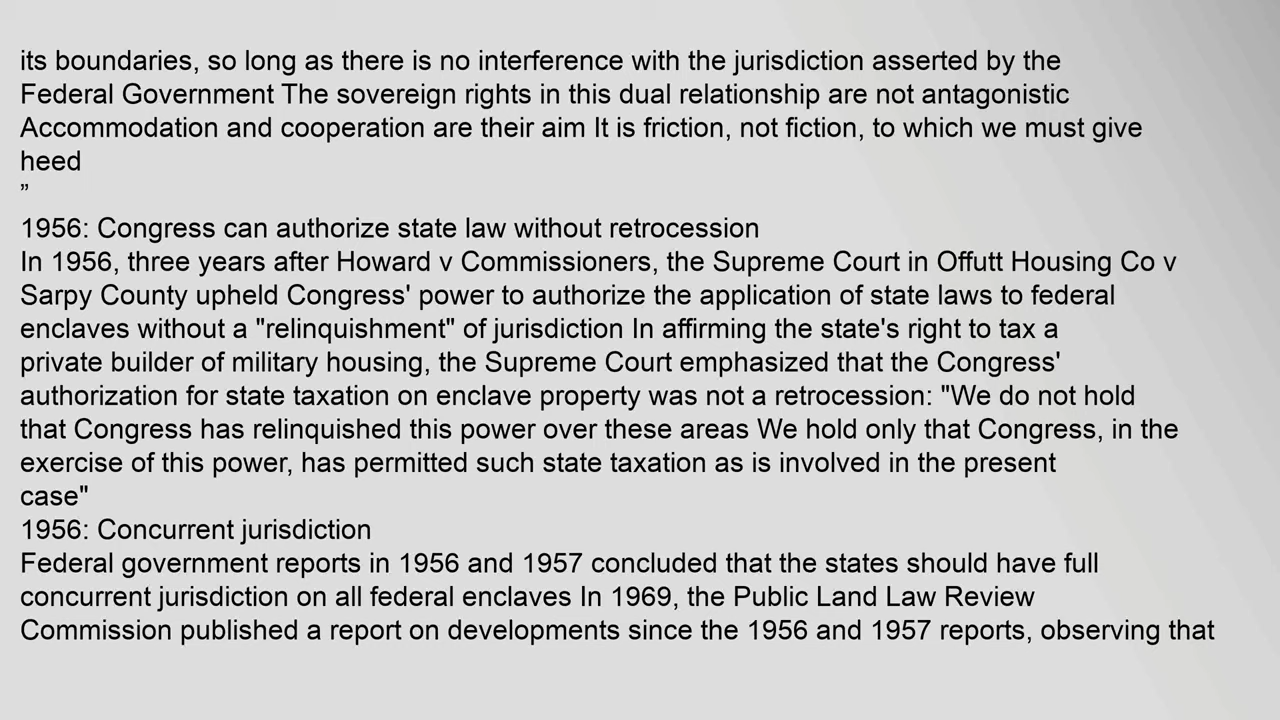 its boundaries, so long as there is no interference with the jurisdiction asserted by the
Federal Government The sovereign rights in this dual relationship are not antagonistic
Accommodation and cooperation are their aim It is friction, not fiction, to which we must give
heed
”
1956: Congress can authorize state law without retrocession
In 1956, three years after Howard v Commissioners, the Supreme Court in Offutt Housing Co v
Sarpy County upheld Congress' power to authorize the application of state laws to federal
enclaves without a "relinquishment" of jurisdiction In affirming the state's right to tax a
private builder of military housing, the Supreme Court emphasized that the Congress'
authorization for state taxation on enclave property was not a retrocession: "We do not hold
that Congress has relinquished this power over these areas We hold only that Congress, in the
exercise of this power, has permitted such state taxation as is involved in the present
case"
1956: Concurrent jurisdiction
Federal government reports in 1956 and 1957 concluded that the states should have full
concurrent jurisdiction on all federal enclaves In 1969, the Public Land Law Review
Commission published a report on developments since the 1956 and 1957 reports, observing that